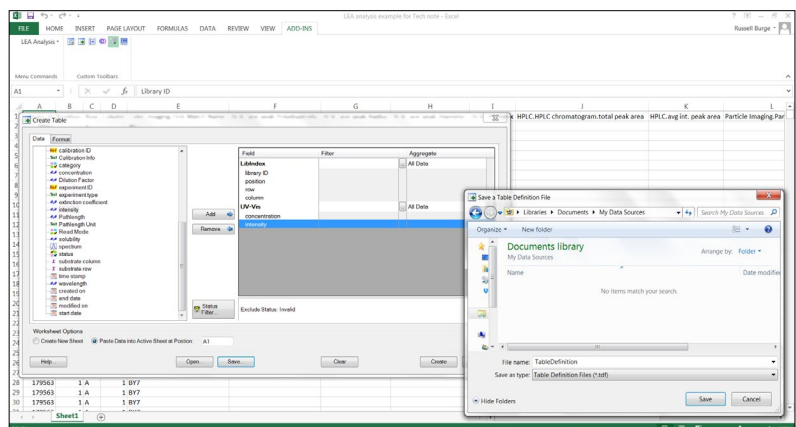 LEA analysis example for Tech note - Excel
FILE HOME INSERT PAGE LAYOUT FORMULAS DATA REVIEW VIEW ADD-INS
Russell Burge
LEA Analysis
Menu Commands Custom Toolbars
A1 Library ID
A B C D E F G H I J K L
HPLC.HPLC chromatogram.total peak area HPLC.avg int. peak area Particle Imaging.Par
Create Table
Data Format
calibration ID
Calibration Info
category
concentration
Dilution Factor
experiment ID
experiment type
extinction coefficient
intensity
Pathlength
Pathlength Unit
Read Mode
solubility
spectrum
status
substrate column
substrate row
time stamp
wavelength
created on
end date
modified on
start date
Add
Remove
Status Filter...
Field Filter Aggregate
LibIndex All Data
library ID
position
row
column
UV-Vis All Data
concentration
intensity
Exclude Status: Invalid
Worksheet Options
Create New Sheet Paste Data into Active Sheet at Position: A1
Help... Open... Save... Clear Create
Save a Table Definition File
Libraries Documents My Data Sources
Search My Data Sources
Organize New folder
Documents library
My Data Sources
Arrange by: Folder
Name Date modified
No items match your search.
File name: TableDefinition
Save as type: Table Definition Files (*.tdf)
Hide Folders
Save Cancel
28 179563 1 A 1 BY7
29 179563 1 A 1 BY7
30 179563 1 A 1 BY7
Sheet1